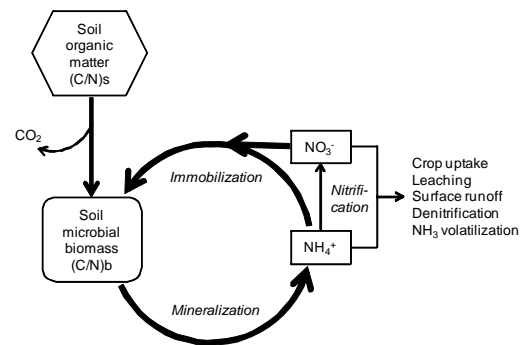 Soil
organic
matter
(C/N)s
CO₂
NO₃⁻
Immobilization
Nitrifi-
cation
Crop uptake
Leaching
Surface runoff
Denitrification
NH₃ volatilization
Soil
microbial
biomass
(C/N)b
NH₄⁺
Mineralization